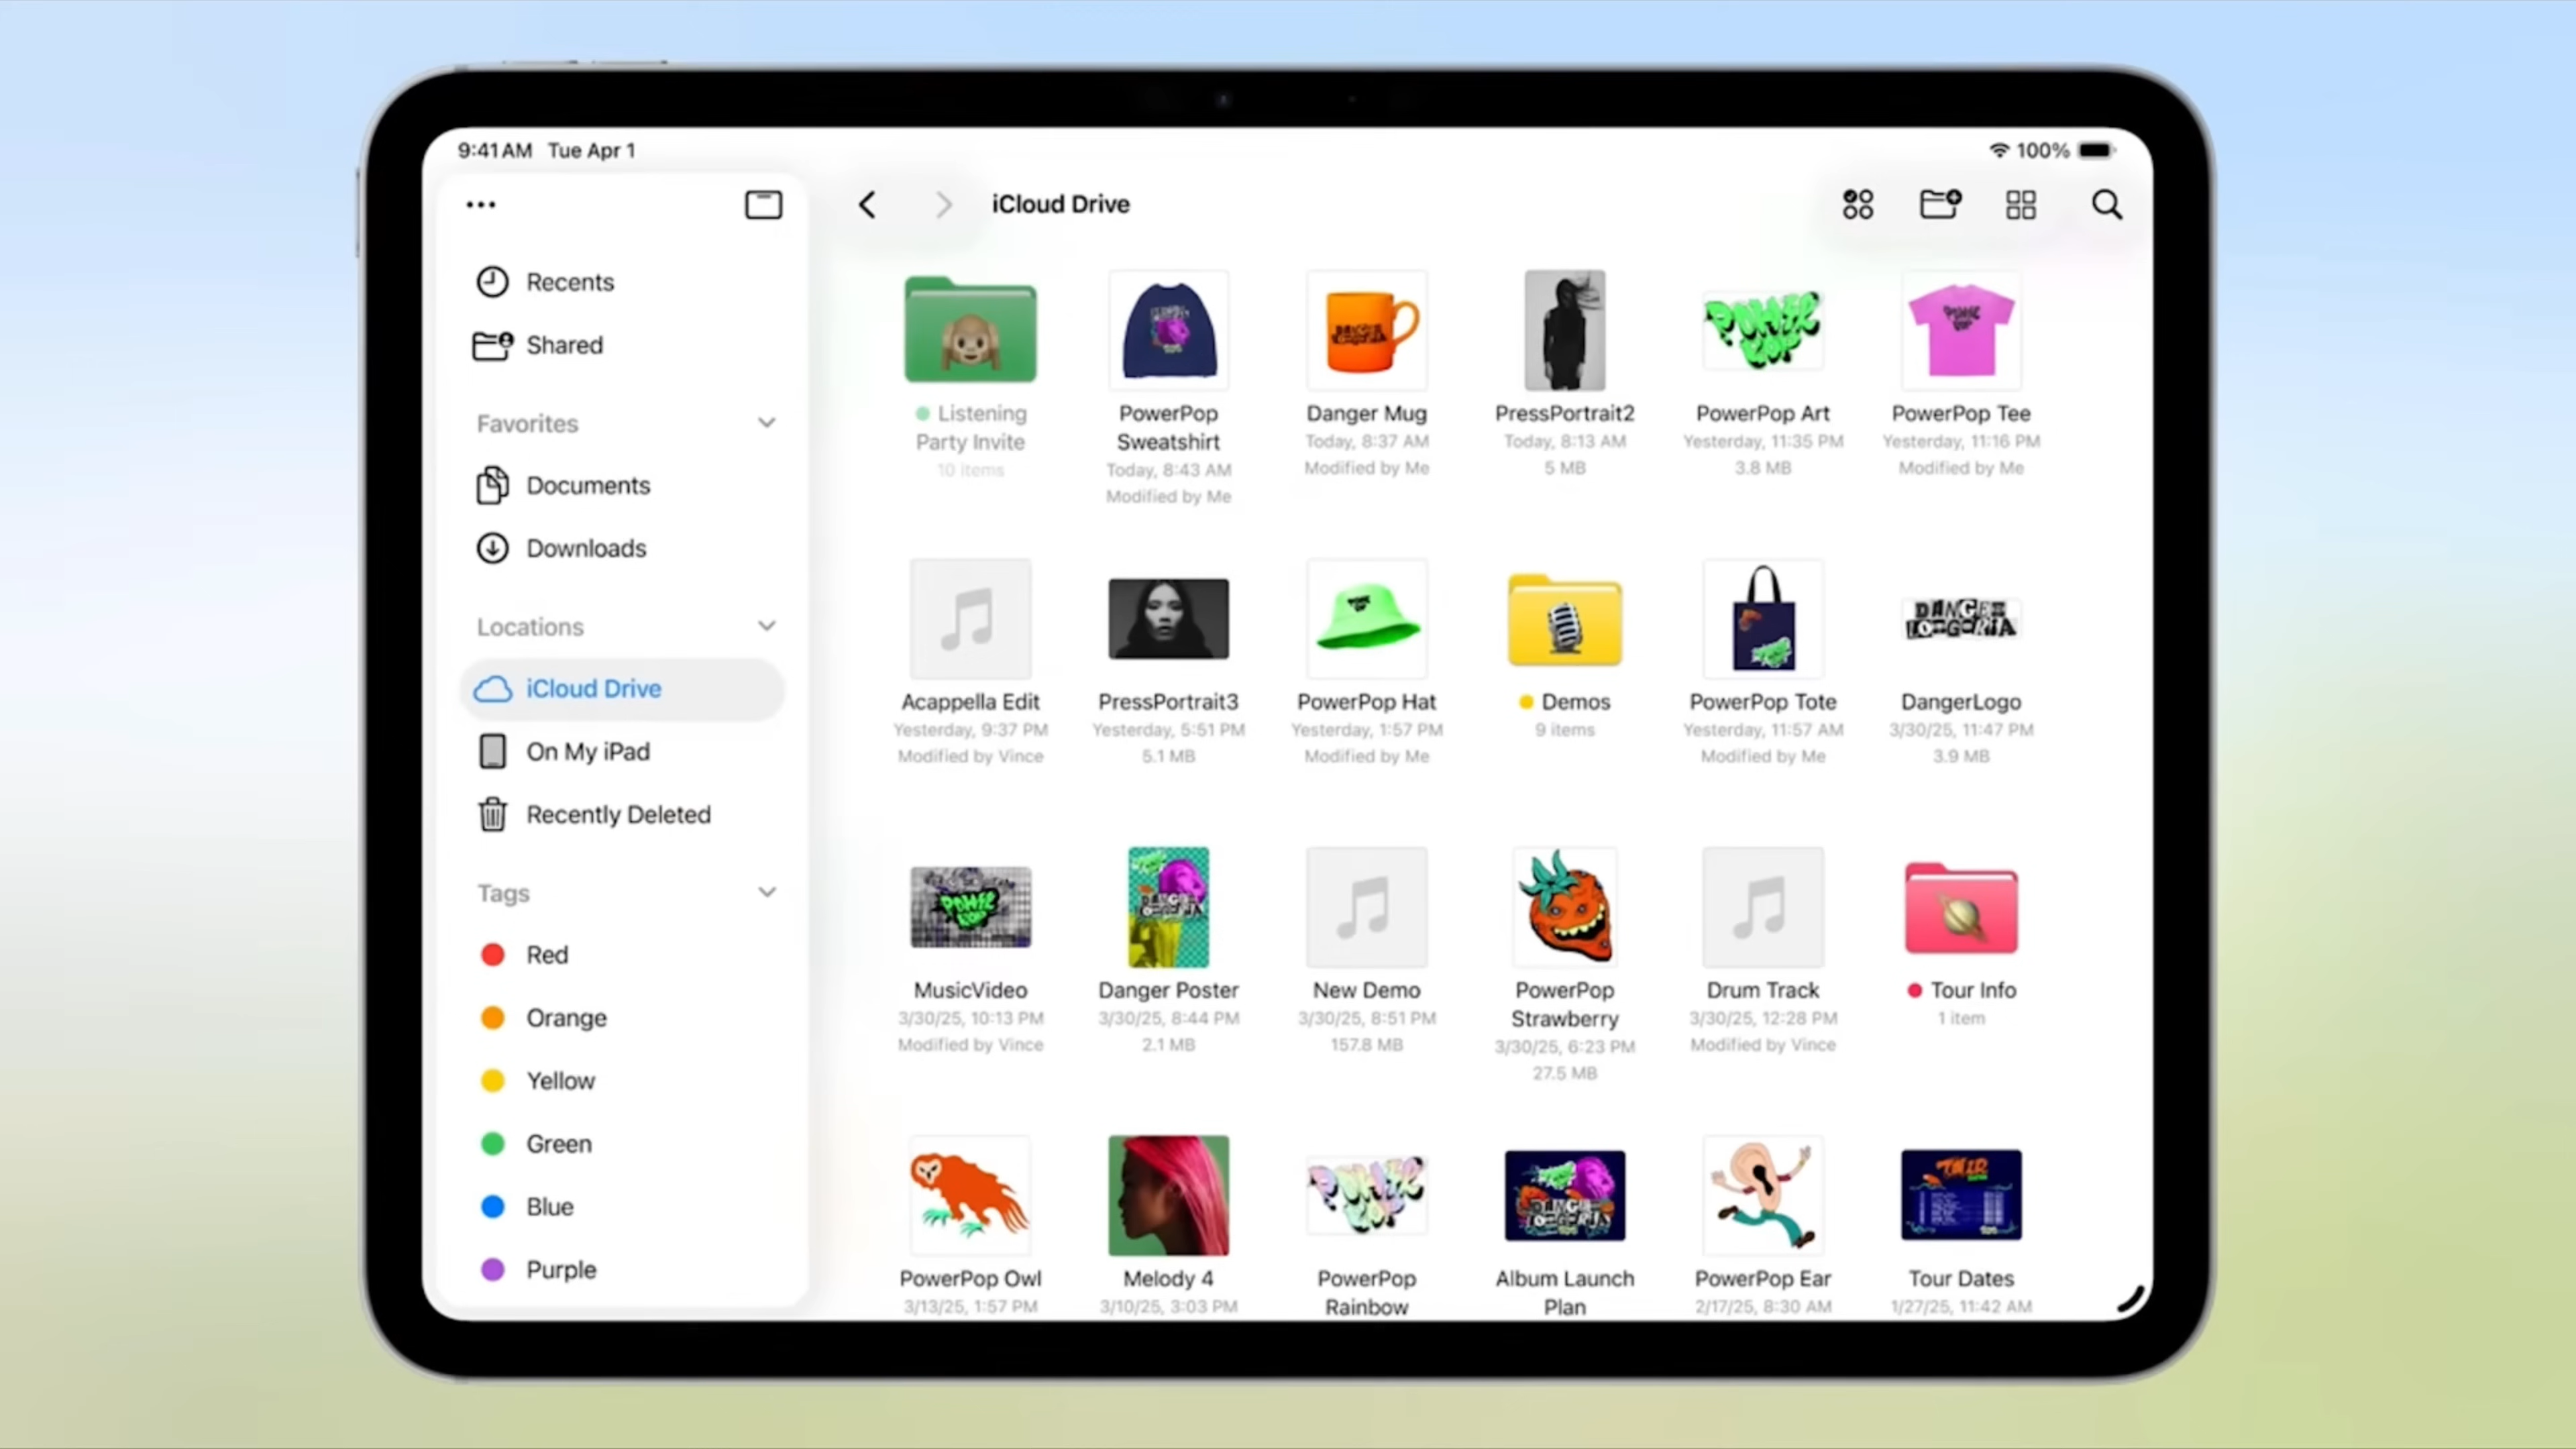 9:41 AM Tue Apr 1
100%
iCloud Drive
Recents
Shared
Favorites
Documents
Downloads
Locations
iCloud Drive
On My iPad
Recently Deleted
Tags
Red
Orange
Yellow
Green
Blue
Purple
Listening
Party Invite
10 items
PowerPop
Sweatshirt
Today, 8:43 AM
Modified by Me
Danger Mug
Today, 8:37 AM
Modified by Me
PressPortrait2
Today, 8:13 AM
5 MB
PowerPop Art
Yesterday, 11:35 PM
3.8 MB
PowerPop Tee
Yesterday, 11:16 PM
Modified by Me
Acappella Edit
Yesterday, 9:37 PM
Modified by Vince
PressPortrait3
Yesterday, 5:51 PM
5.1 MB
PowerPop Hat
Yesterday, 1:57 PM
Modified by Me
Demos
9 items
PowerPop Tote
Yesterday, 11:57 AM
Modified by Me
DangerLogo
3/30/25, 11:47 PM
3.9 MB
MusicVideo
3/30/25, 10:13 PM
Modified by Vince
Danger Poster
3/30/25, 8:44 PM
2.1 MB
New Demo
3/30/25, 8:51 PM
157.8 MB
PowerPop
Strawberry
3/30/25, 6:23 PM
27.5 MB
Drum Track
3/30/25, 12:28 PM
Modified by Vince
Tour Info
1 item
PowerPop Owl
3/13/25, 1:57 PM
Melody 4
3/10/25, 3:03 PM
PowerPop
Rainbow
Album Launch
Plan
PowerPop Ear
2/17/25, 8:30 AM
Tour Dates
1/27/25, 11:42 AM